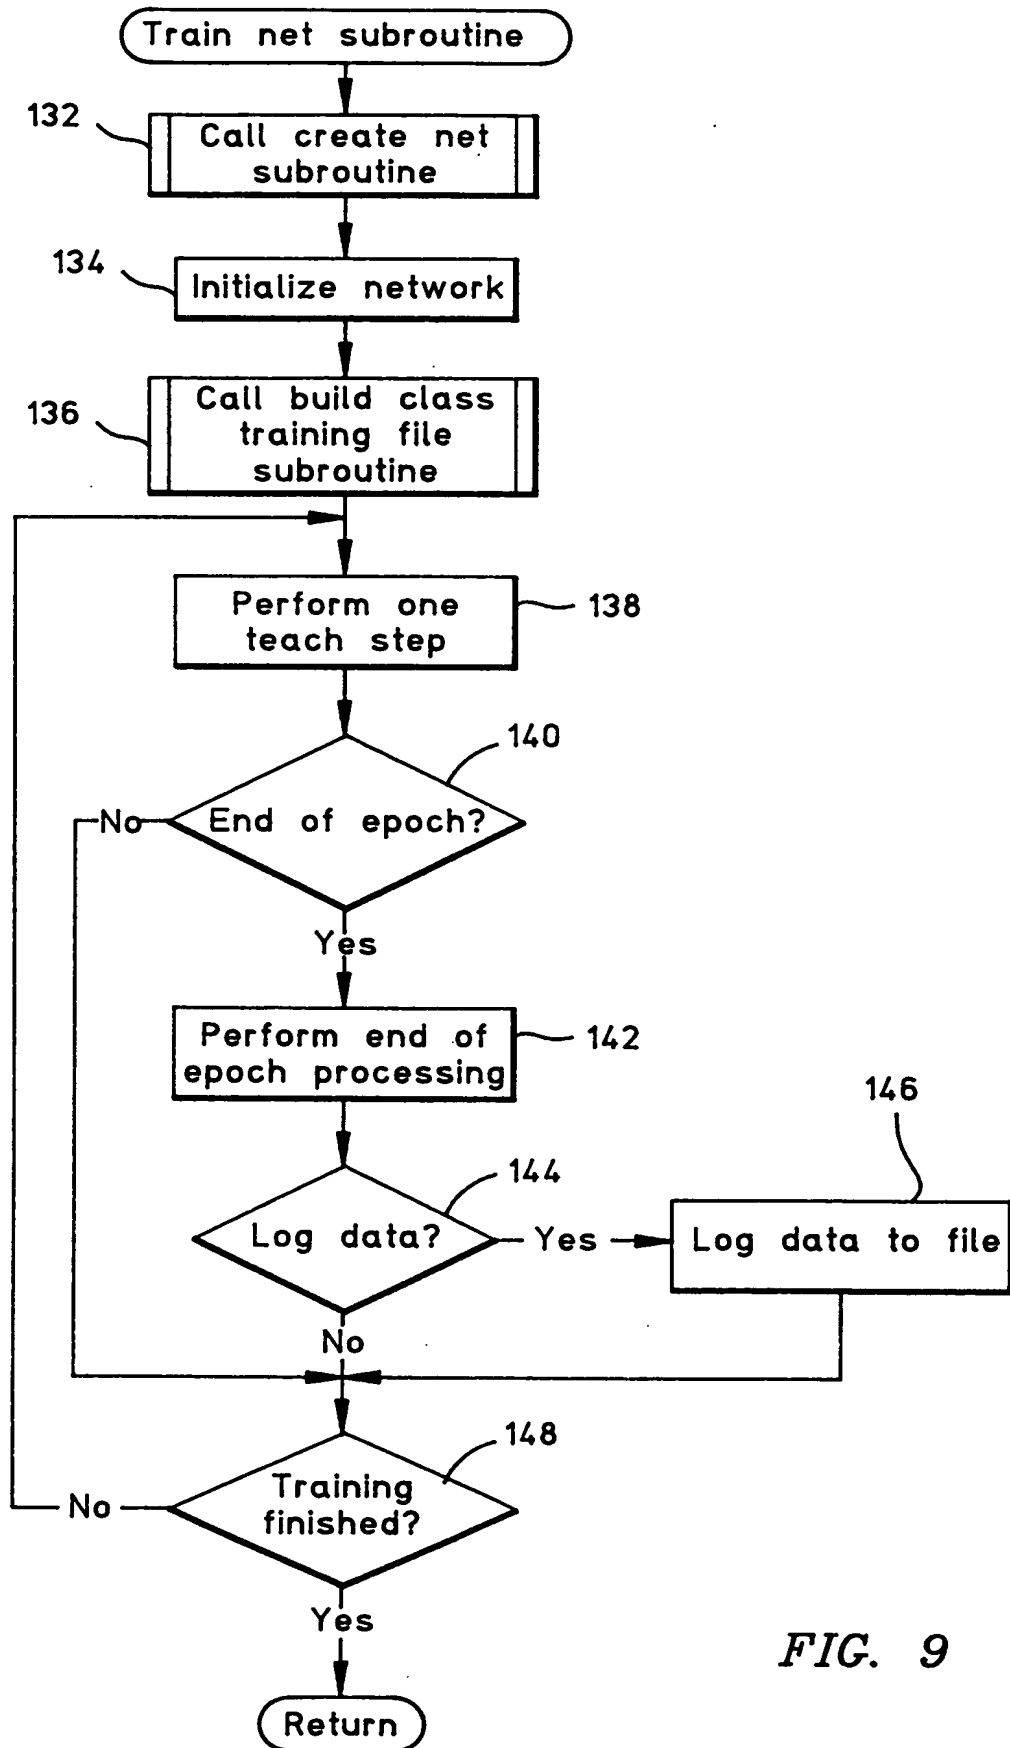 Train net subroutine
132
Call create net
subroutine
134
Initialize network
136
Call build class
training file
subroutine
Perform one
teach step
138
140
End of epoch?
No
Yes
Perform end of
epoch processing
142
146
144
Log data?
Yes
Log data to file
No
148
Training
finished?
No
Yes
FIG. 9
Return